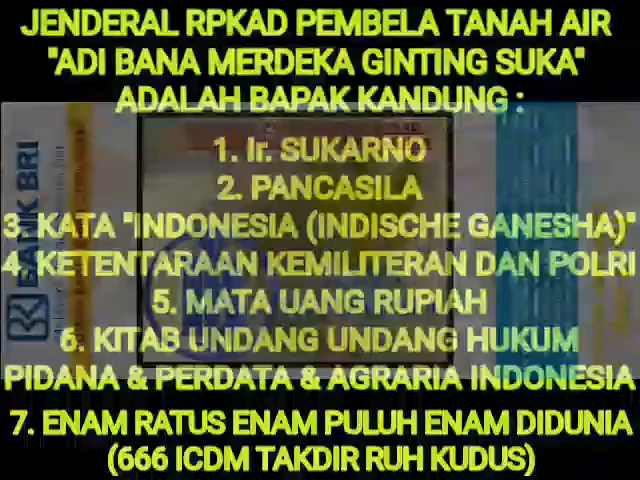 JENDERAL RPKAD PEMBELA TANAH AIR
"ADI BANA MERDEKA GINTING SUKA"
ADALAH BAPAK KANDUNG :
1. Ir. SUKARNO
2. PANCASILA
3. KATA "INDONESIA (INDISCHE GANESHA)"
4. KETENTARAAN KEMILITERAN DAN POLRI
5. MATA UANG RUPIAH
6. KITAB UNDANG UNDANG HUKUM
PIDANA & PERDATA & AGRARIA INDONESIA
7. ENAM RATUS ENAM PULUH ENAM DIDUNIA
(666 ICDM TAKDIR RUH KUDUS)
BANK BRI